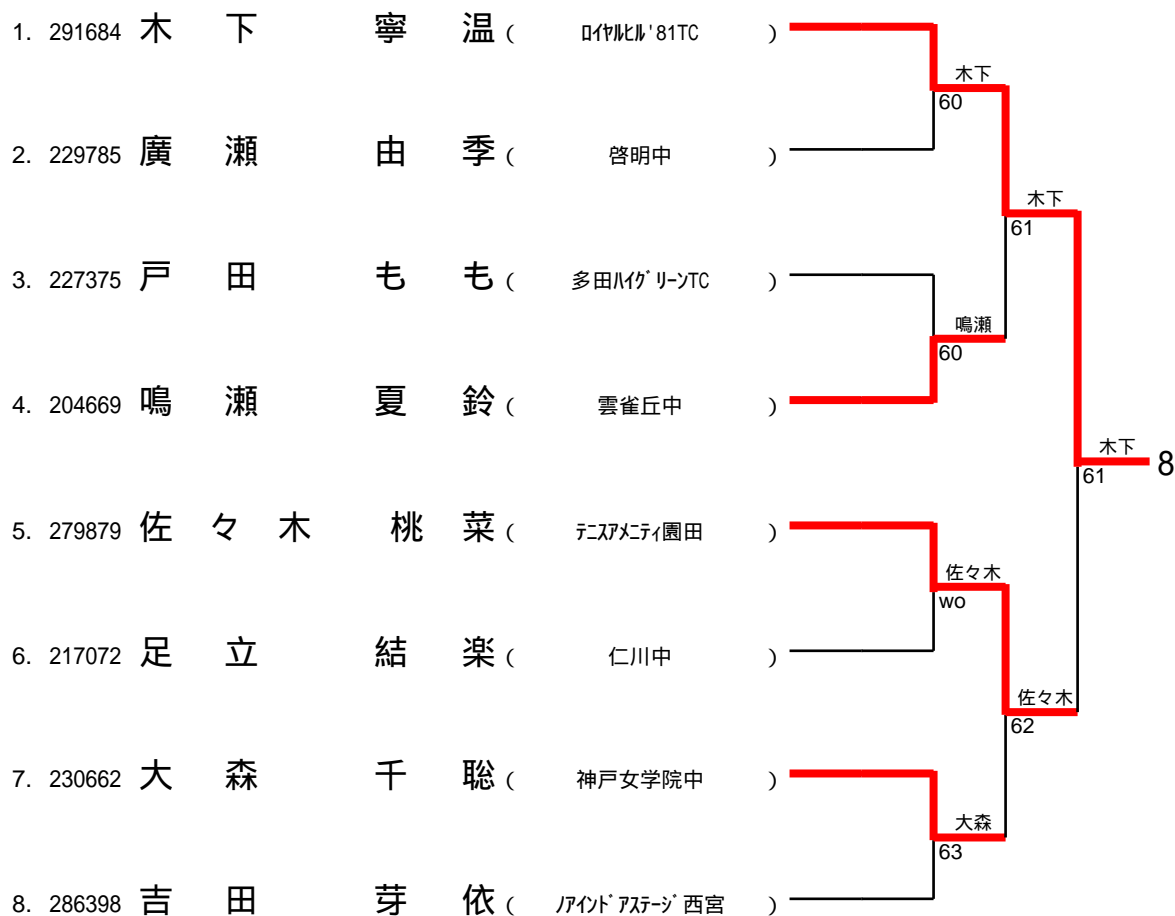 1. 291684 木 下 寧 温 ( ﾛｲﾔﾙﾋﾙ'81TC )
木下
60
2. 229785 廣 瀬 由 季 ( 啓明中 )
木下
61
3. 227375 戸 田 もも ( 多田ﾊｲｸﾞﾘｰﾝTC )
鳴瀬
60
4. 204669 鳴 瀬 夏 鈴 ( 雲雀丘中 )
木下 8
61
5. 279879 佐 々 木 桃 菜 ( ﾃﾆｽｱﾒﾆﾃｨ園田 )
佐々木
wo
6. 217072 足 立 結 楽 ( 仁川中 )
佐々木
62
7. 230662 大 森 千 聡 ( 神戸女学院中 )
大森
63
8. 286398 吉 田 芽 依 ( ﾉｱｲﾝﾄﾞｱｽﾃｰｼﾞ西宮 )